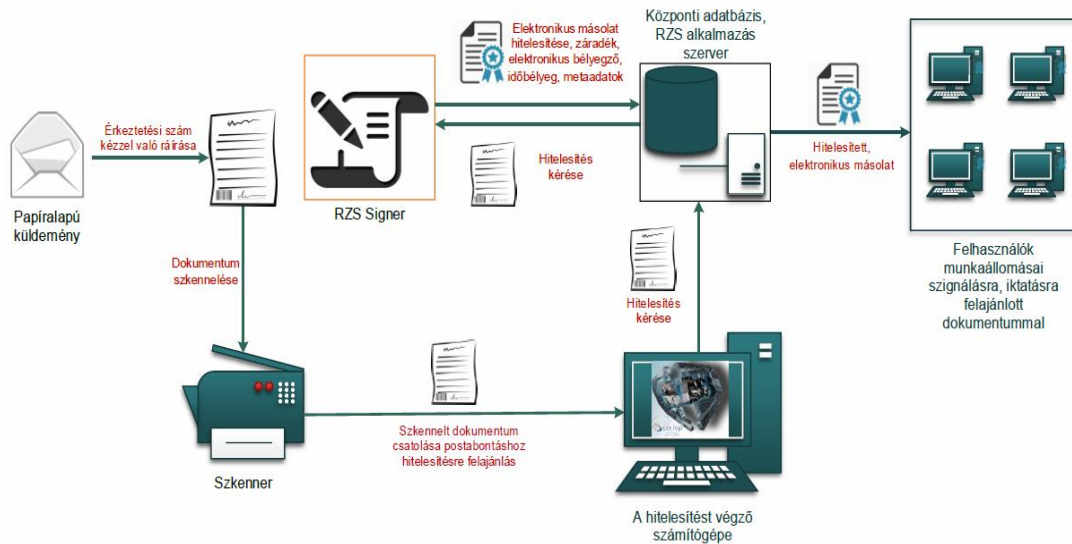 Elektronikus másolat
hitelesítése, záradék,
elektronikus bélyegző,
időbélyeg, metaadatok
Központi adatbázis,
RZS alkalmazás
szerver
Érkeztetési szám
kézzel való ráírása
Papíralapú
küldemény
RZS Signer
Hitelesítés
kérése
Hitelesített,
elektronikus másolat
Felhasználók
munkaállomásai
szignálásra, iktatásra
felajánlott
dokumentummal
Dokumentum
szkennelése
Hitelesítés
kérése
Szkennelt dokumentum
csatolása postabontáshoz
hitelesítésre felajánlás
Szkenner
A hitelesítést végző
számítógépe